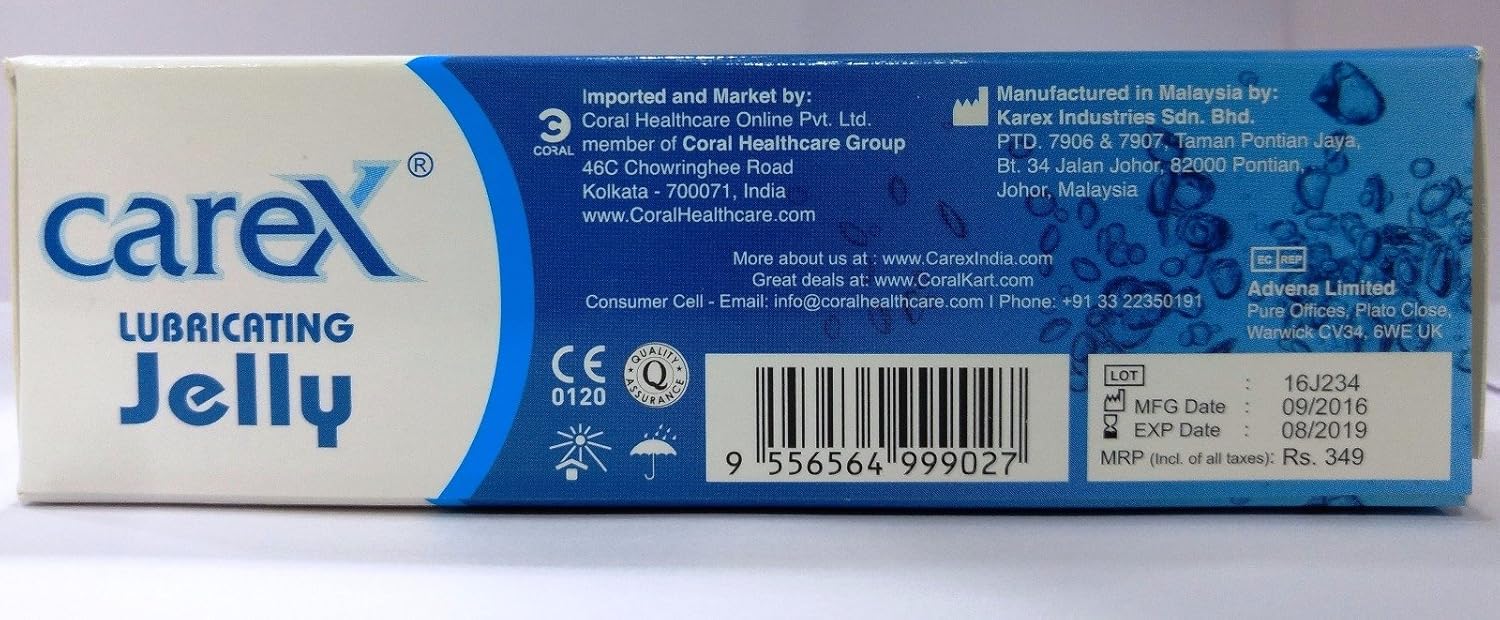 carex®
LUBRICATING
Jelly
CORAL
Imported and Market by:
Coral Healthcare Online Pvt. Ltd.
member of Coral Healthcare Group
46C Chowringhee Road
Kolkata - 700071, India
www.CoralHealthcare.com
Manufactured in Malaysia by:
Karex Industries Sdn. Bhd.
PTD. 7906 & 7907, Taman Pontian Jaya,
Bt. 34 Jalan Johor, 82000 Pontian,
Johor, Malaysia
More about us at : www.CarexIndia.com
Great deals at: www.CoralKart.com
Consumer Cell - Email: info@coralhealthcare.com I Phone: +91 33 22350191
EC REP
Advena Limited
Pure Offices, Plato Close,
Warwick CV34. 6WE UK
CE
0120
QUALITY
Q
ASSURANCE
9 556564 999027
LOT : 16J234
MFG Date : 09/2016
EXP Date : 08/2019
MRP (Incl. of all taxes): Rs. 349